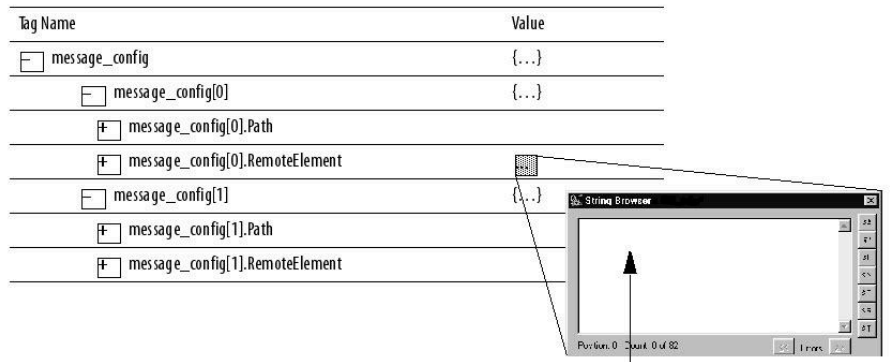 Tag Name Value
message_config {...}
message_config[0] {...}
message_config[0].Path
message_config[0].RemoteElement ...
message_config[1] {...}
String Browser
message_config[1].Path
message_config[1].RemoteElement
Position: 0 Count: 0 of 82
Errors